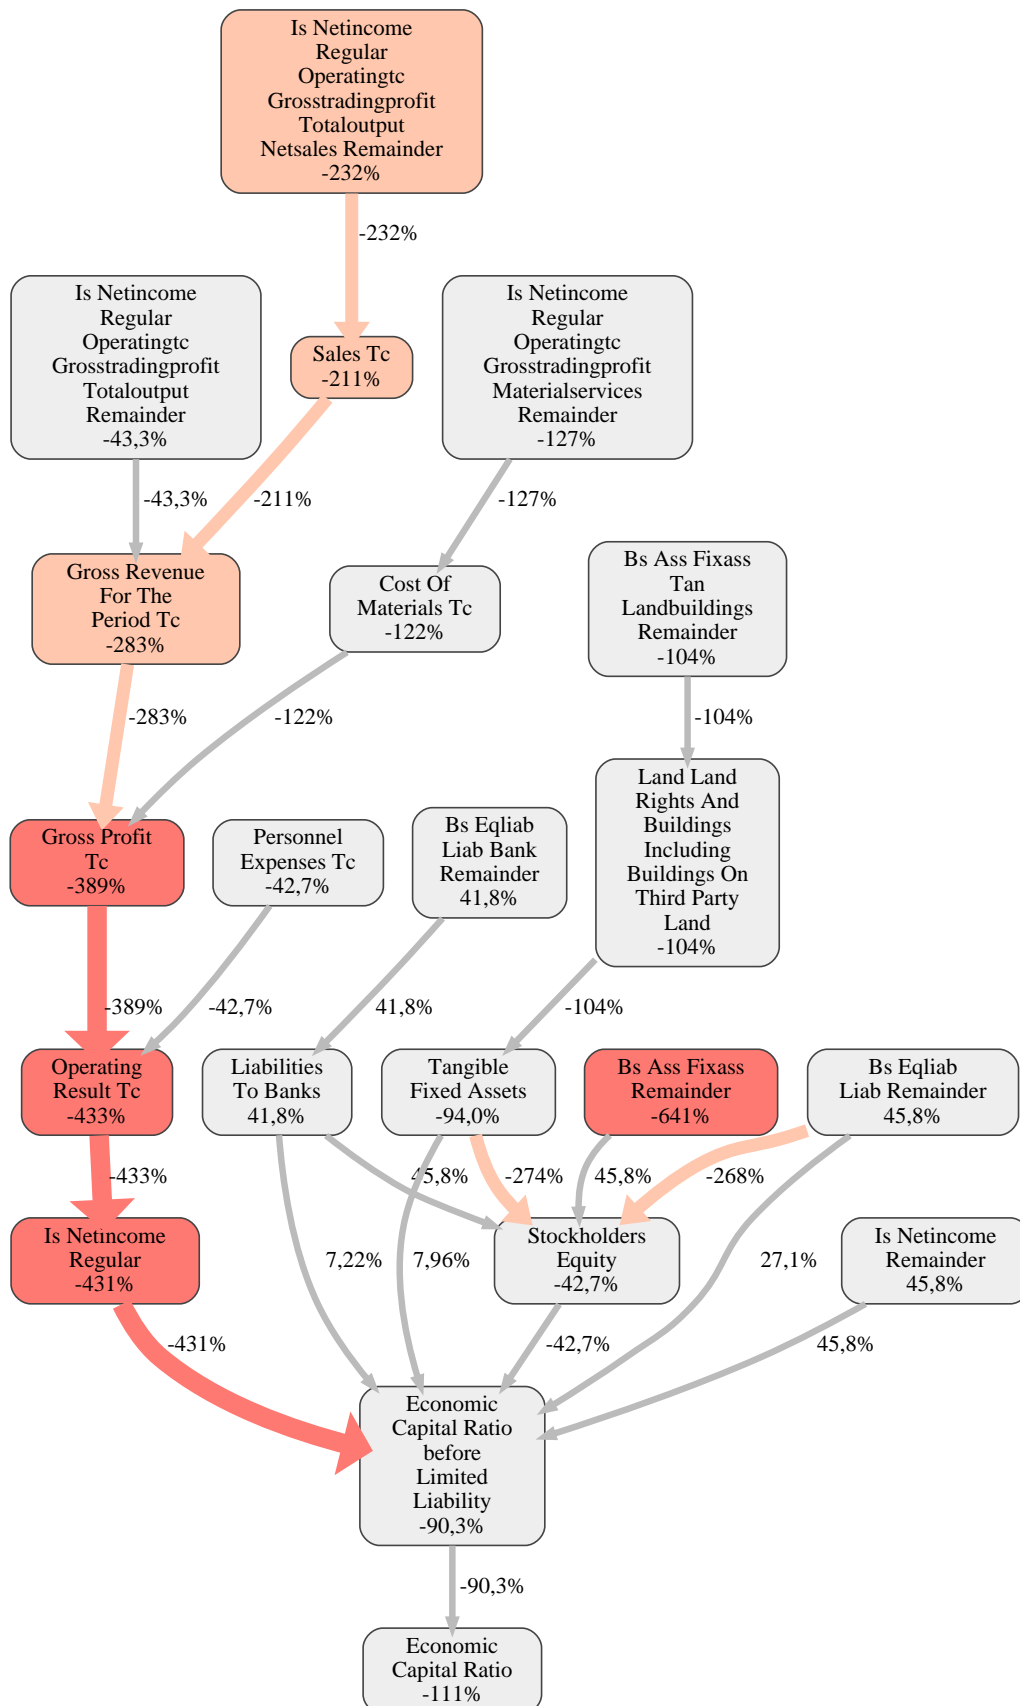 Is Netincome
Regular
Operatingtc
Grosstradingprofit
Totaloutput
Netsales Remainder
-232%
-232%
Is Netincome
Regular
Operatingtc
Grosstradingprofit
Totaloutput
Remainder
-43,3%
Sales Tc
-211%
Is Netincome
Regular
Operatingtc
Grosstradingprofit
Materialservices
Remainder
-127%
-43,3%
-211%
-127%
Gross Revenue
For The
Period Tc
-283%
Cost Of
Materials Tc
-122%
Bs Ass Fixass
Tan
Landbuildings
Remainder
-104%
-283%
-122%
-104%
Gross Profit
Tc
-389%
Personnel
Expenses Tc
-42,7%
Bs Eqliab
Liab Bank
Remainder
41,8%
Land Land
Rights And
Buildings
Including
Buildings On
Third Party
Land
-104%
-389%
-42,7%
41,8%
-104%
Operating
Result Tc
-433%
Liabilities
To Banks
41,8%
Tangible
Fixed Assets
-94,0%
Bs Ass Fixass
Remainder
-641%
Bs Eqliab
Liab Remainder
45,8%
-433%
45,8%
-274%
45,8%
-268%
Is Netincome
Regular
-431%
7,22%
7,96%
Stockholders
Equity
-42,7%
27,1%
Is Netincome
Remainder
45,8%
-431%
-42,7%
45,8%
Economic
Capital Ratio
before
Limited
Liability
-90,3%
-90,3%
Economic
Capital Ratio
-111%